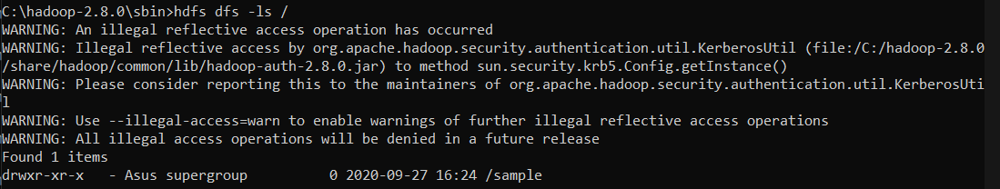 C:\hadoop-2.8.0\sbin>hdfs dfs -ls /
WARNING: An illegal reflective access operation has occurred
WARNING: Illegal reflective access by org.apache.hadoop.security.authentication.util.KerberosUtil (file:/C:/hadoop-2.8.0
/share/hadoop/common/lib/hadoop-auth-2.8.0.jar) to method sun.security.krb5.Config.getInstance()
WARNING: Please consider reporting this to the maintainers of org.apache.hadoop.security.authentication.util.KerberosUti
l
WARNING: Use --illegal-access=warn to enable warnings of further illegal reflective access operations
WARNING: All illegal access operations will be denied in a future release
Found 1 items
drwxr-xr-x   - Asus supergroup          0 2020-09-27 16:24 /sample